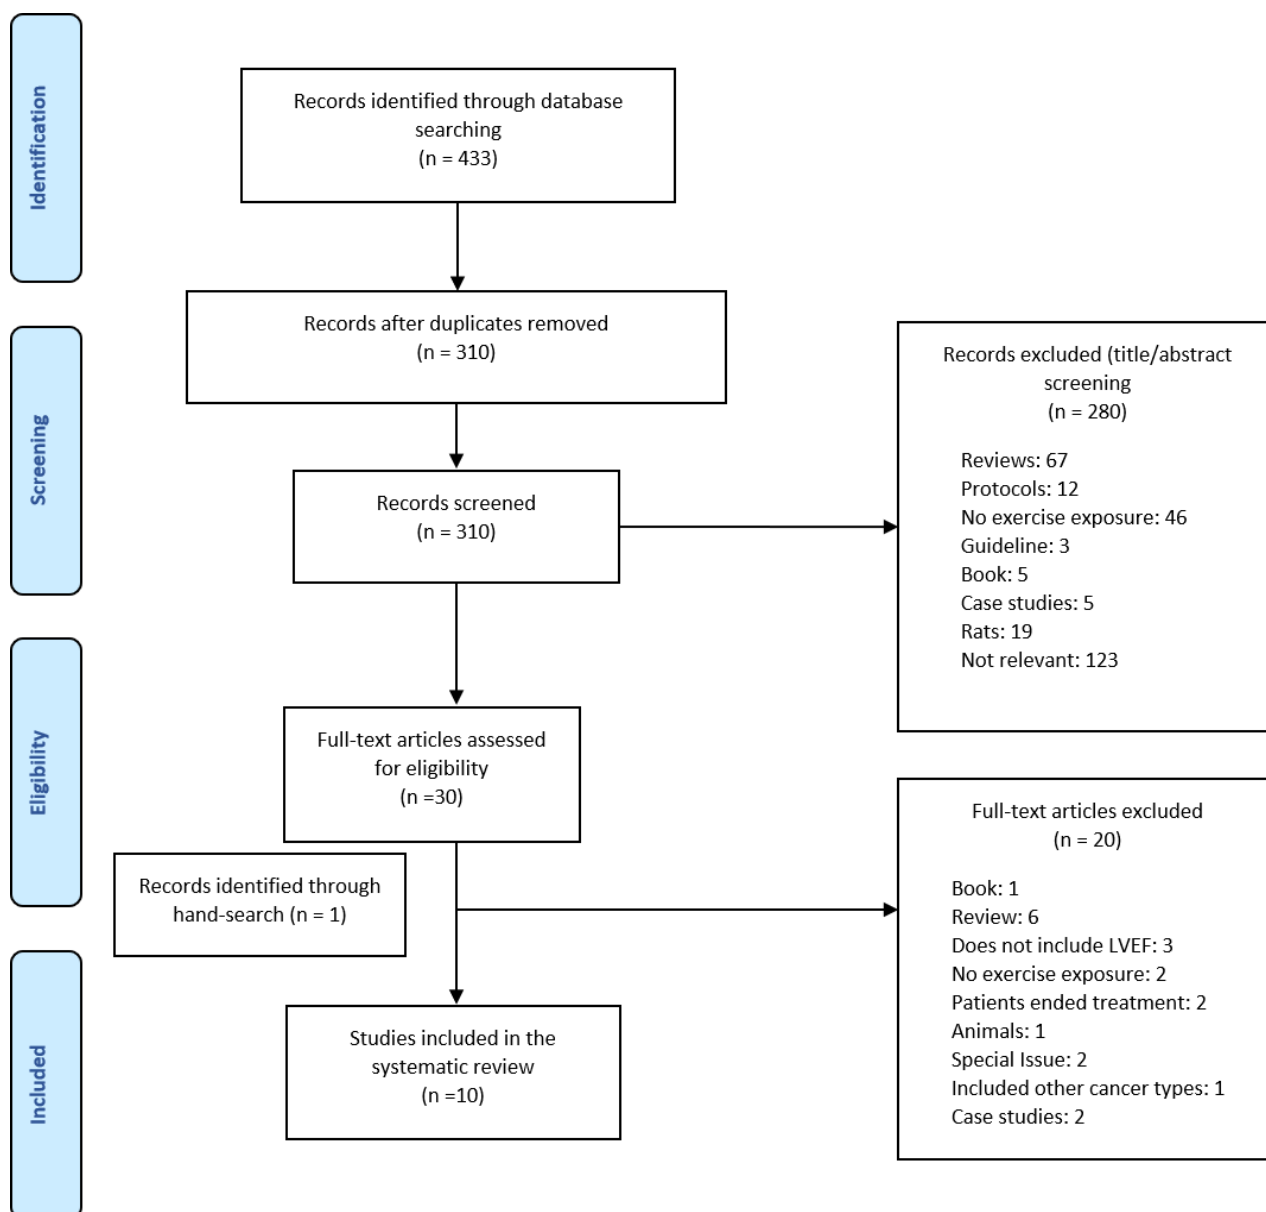 Identification
Records identified through database
searching
(n = 433)
Records after duplicates removed
(n = 310)
Screening
Records screened
(n = 310)
Records excluded (title/abstract
screening
(n = 280)
Reviews: 67
Protocols: 12
No exercise exposure: 46
Guideline: 3
Book: 5
Case studies: 5
Rats: 19
Not relevant: 123
Eligibility
Full-text articles assessed
for eligibility
(n =30)
Records identified through
hand-search (n = 1)
Full-text articles excluded
(n = 20)
Book: 1
Review: 6
Does not include LVEF: 3
No exercise exposure: 2
Patients ended treatment: 2
Animals: 1
Special Issue: 2
Included other cancer types: 1
Case studies: 2
Included
Studies included in the
systematic review
(n =10)